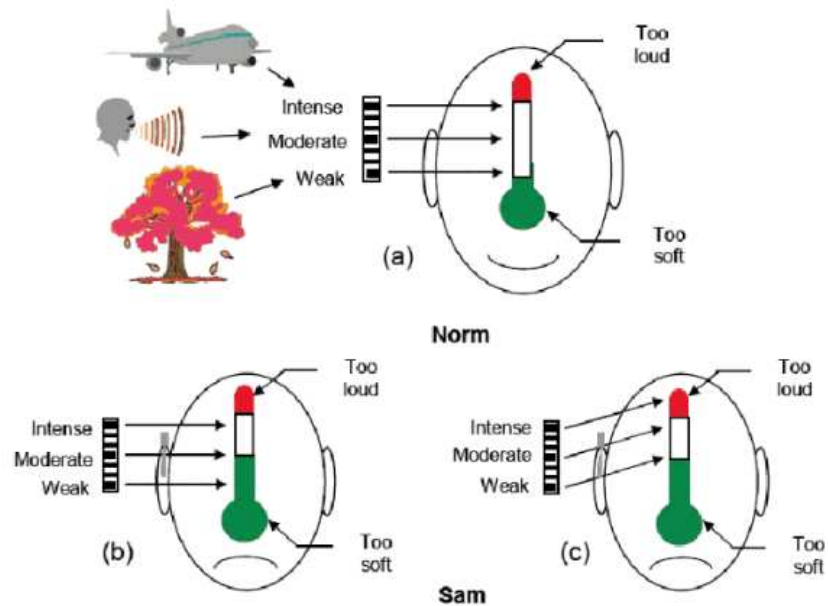 Too
loud
Intense
Moderate
Weak
(a)
Too
soft
Norm
Too
loud
Intense
Moderate
Weak
(b)
Too
soft
Too
loud
Intense
Moderate
Weak
(c)
Too
soft
Sam